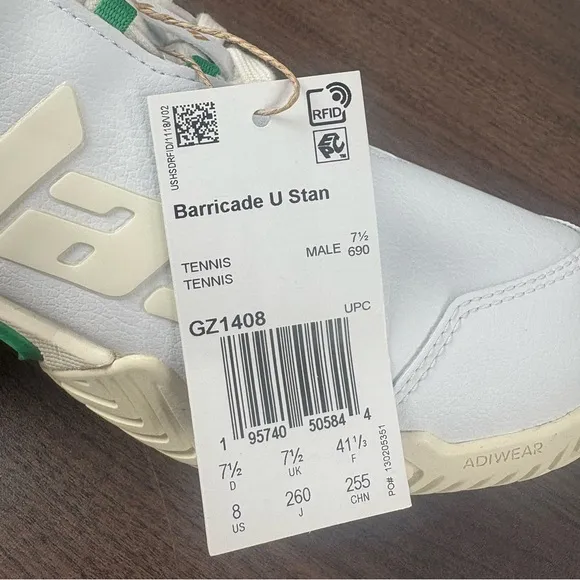 USHSDRFID/1118/V02
RFID
EPC
Barricade U Stan
TENNIS MALE 7½
TENNIS 690
GZ1408 UPC
1 95740 50584 4
7½ 7½ 41⅓
D UK F
8 260 255
US J CHN
PO# 130205351
ADIWEAR